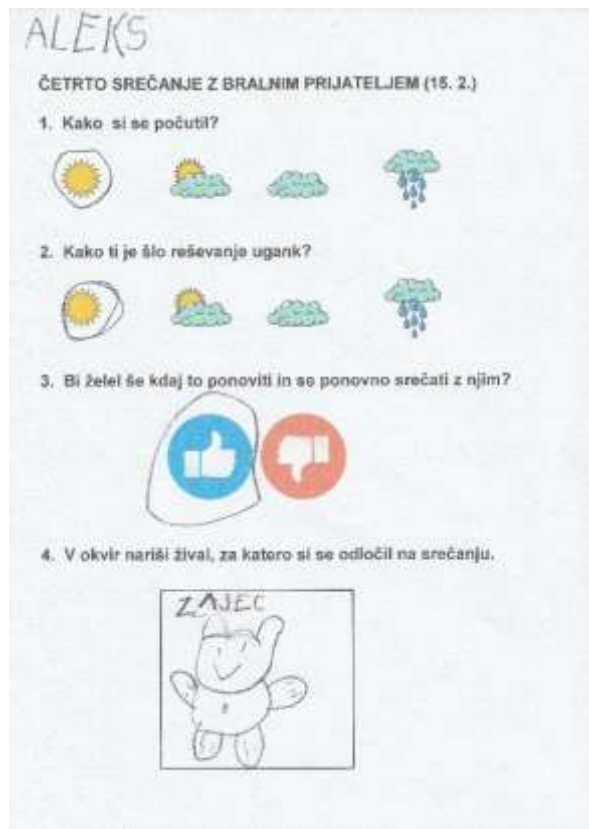 ALEKS
ČETRTO SREČANJE Z BRALNIM PRIJATELJEM (15. 2.)
1. Kako si se počutil?
2. Kako ti je šlo reševanje ugank?
3. Bi želel še kdaj to ponoviti in se ponovno srečati z njim?
4. V okvir nariši žival, za katero si se odločil na srečanju.
ZAJEC